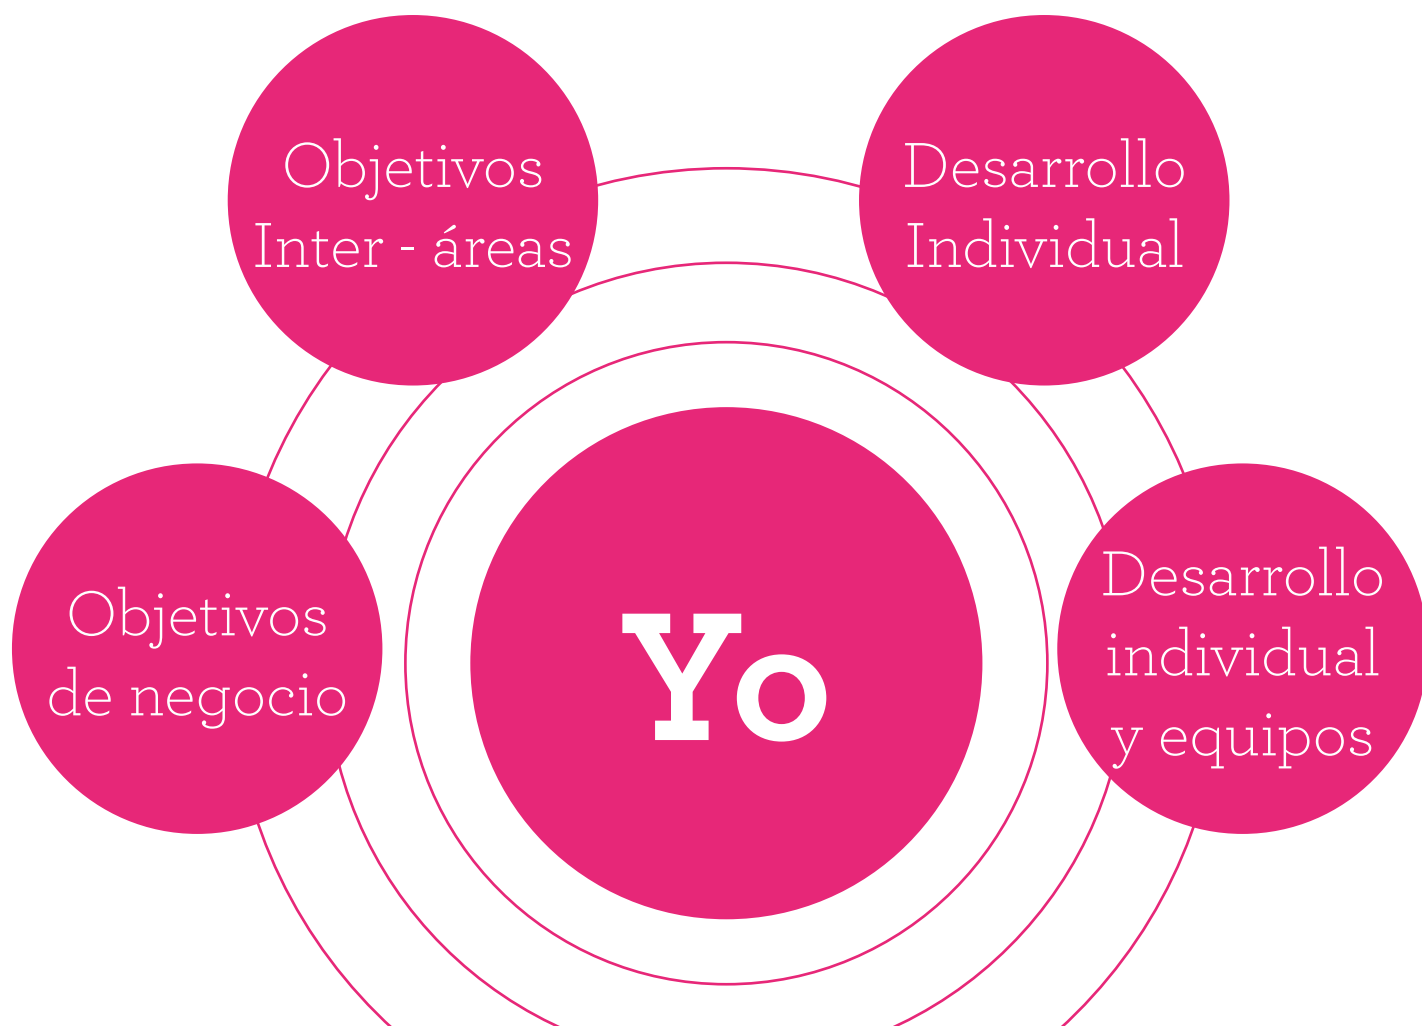 Objetivos
Inter - áreas
Desarrollo
Individual
Objetivos
de negocio
Yo
Desarrollo
individual
y equipos